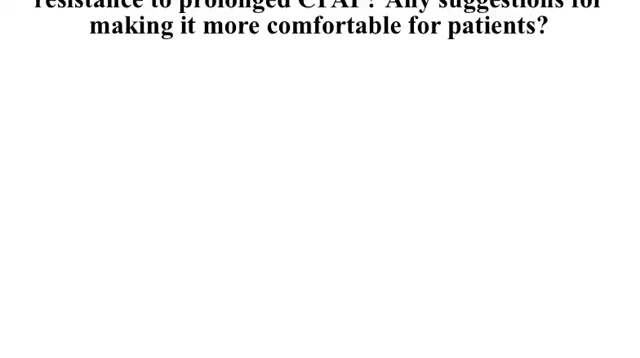 resistance to prolonged CPAP? Any suggestions for
making it more comfortable for patients?